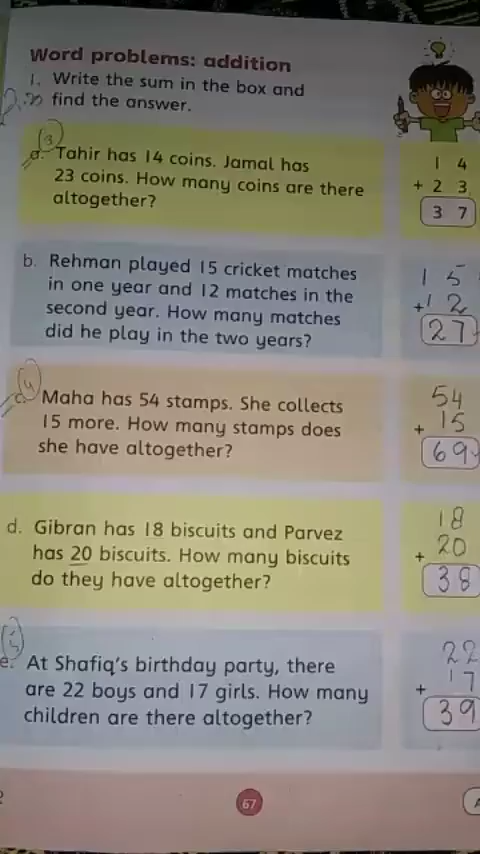 Word problems: addition
1. Write the sum in the box and
find the answer.
(3)
a. Tahir has 14 coins. Jamal has
23 coins. How many coins are there
altogether?
1 4
+ 2 3
3 7
b. Rehman played 15 cricket matches
in one year and 12 matches in the
second year. How many matches
did he play in the two years?
1 5
+1 2
27
(4)
c. Maha has 54 stamps. She collects
15 more. How many stamps does
she have altogether?
54
+ 15
69
d. Gibran has 18 biscuits and Parvez
has 20 biscuits. How many biscuits
do they have altogether?
18
+ 20
38
e. At Shafiq's birthday party, there
are 22 boys and 17 girls. How many
children are there altogether?
22
+ 17
39
67